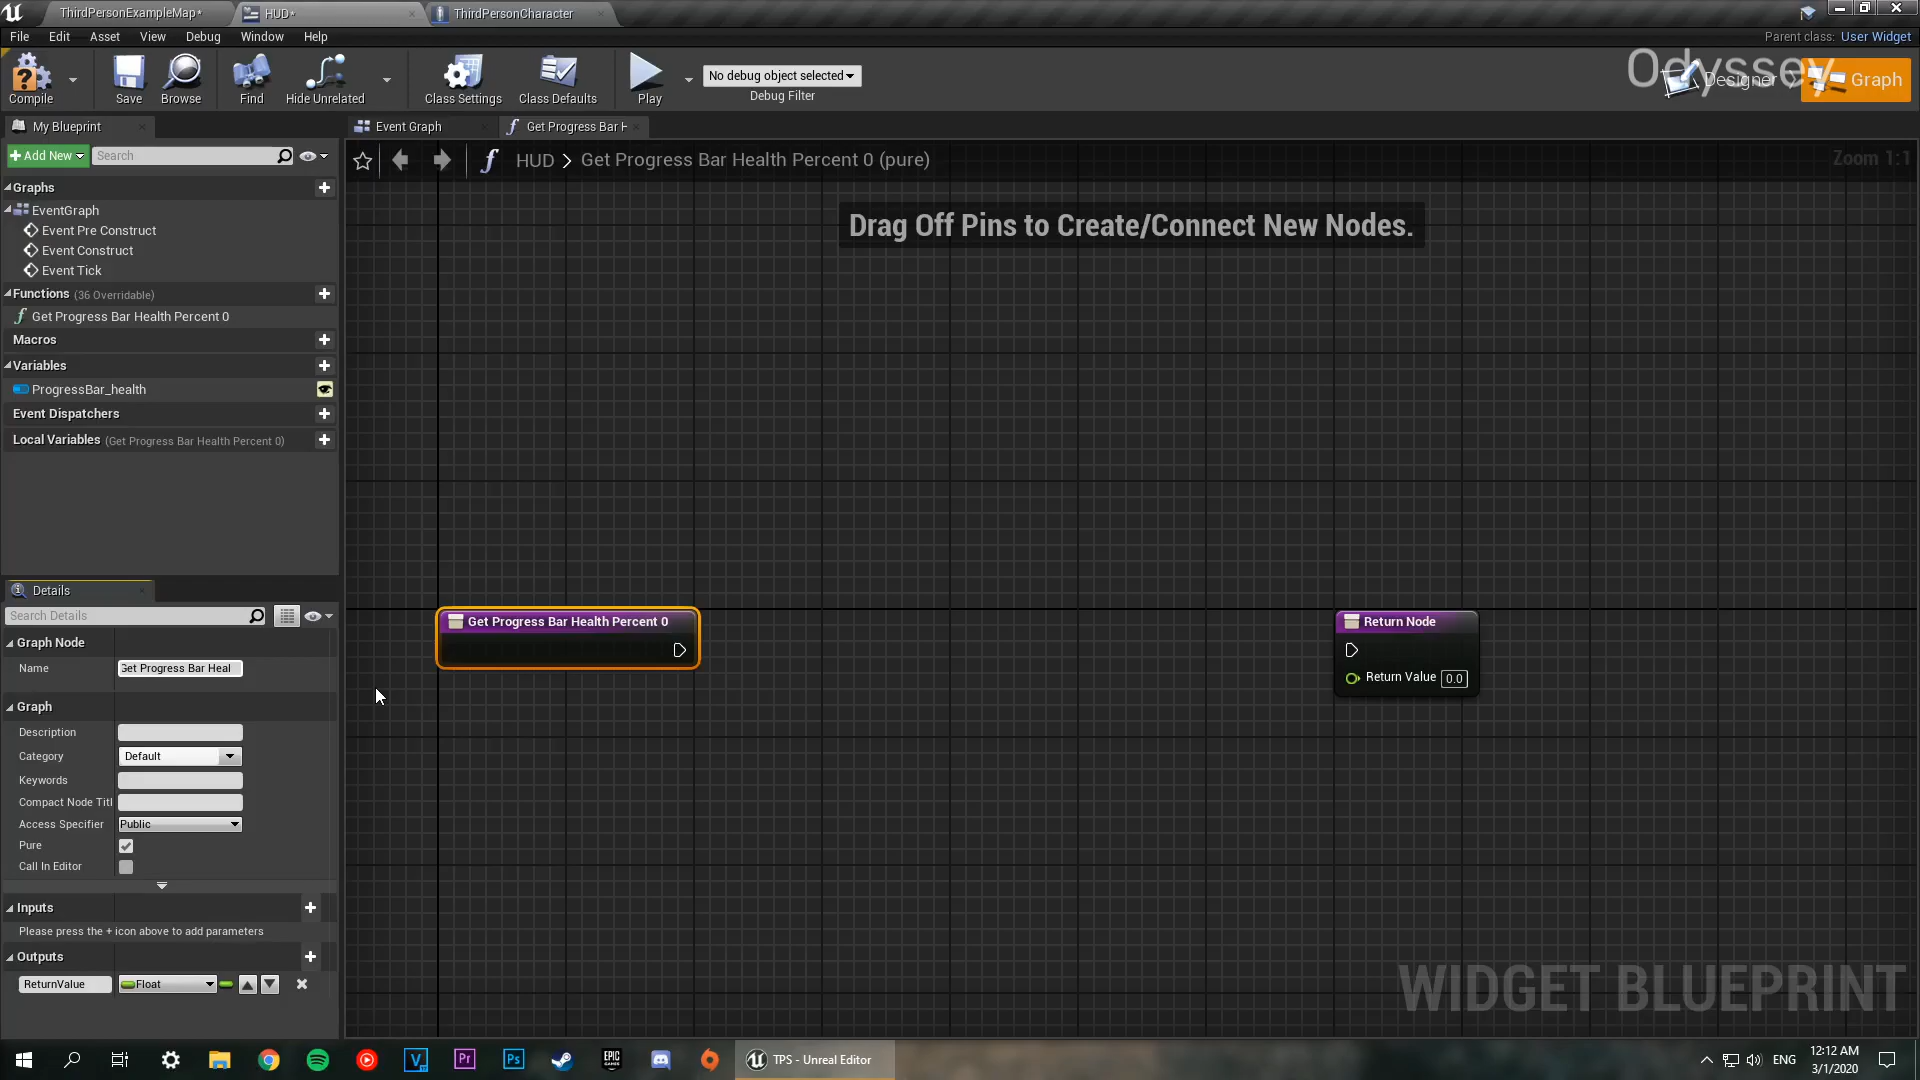 ThirdPersonExampleMap*
HUD*
ThirdPersonCharacter
File Edit Asset View Debug Window Help
Parent class: User Widget
Compile
Save
Browse
Find
Hide Unrelated
Class Settings
Class Defaults
Play
No debug object selected
Debug Filter
Odyssey
Designer
Graph
My Blueprint
Event Graph
Get Progress Bar H
Add New
Search
HUD > Get Progress Bar Health Percent 0 (pure)
Zoom 1:1
Graphs
EventGraph
Event Pre Construct
Event Construct
Event Tick
Functions (36 Overridable)
Get Progress Bar Health Percent 0
Macros
Variables
ProgressBar_health
Event Dispatchers
Local Variables (Get Progress Bar Health Percent 0)
Drag Off Pins to Create/Connect New Nodes.
Get Progress Bar Health Percent 0
Return Node
Return Value 0.0
Details
Search Details
Graph Node
Name Get Progress Bar Heal
Graph
Description
Category Default
Keywords
Compact Node Titl
Access Specifier Public
Pure
Call In Editor
Inputs
Please press the + icon above to add parameters
Outputs
ReturnValue Float
WIDGET BLUEPRINT
V
Pr
Ps
EPIC
GAMES
TPS - Unreal Editor
ENG
12:12 AM
3/1/2020